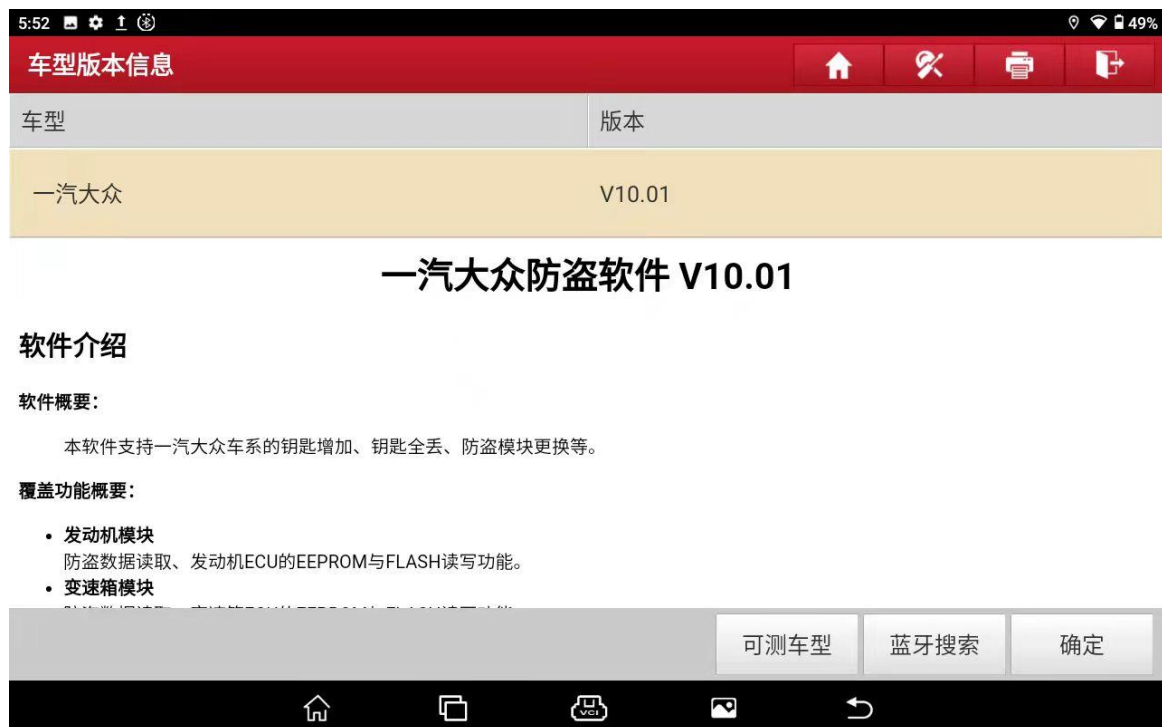 5:52
49%
车型版本信息
车型 版本
一汽大众 V10.01
一汽大众防盗软件 V10.01
软件介绍
软件概要：
本软件支持一汽大众车系的钥匙增加、钥匙全丢、防盗模块更换等。
覆盖功能概要：
• 发动机模块
防盗数据读取、发动机ECU的EEPROM与FLASH读写功能。
• 变速箱模块
可测车型 蓝牙搜索 确定
VCI